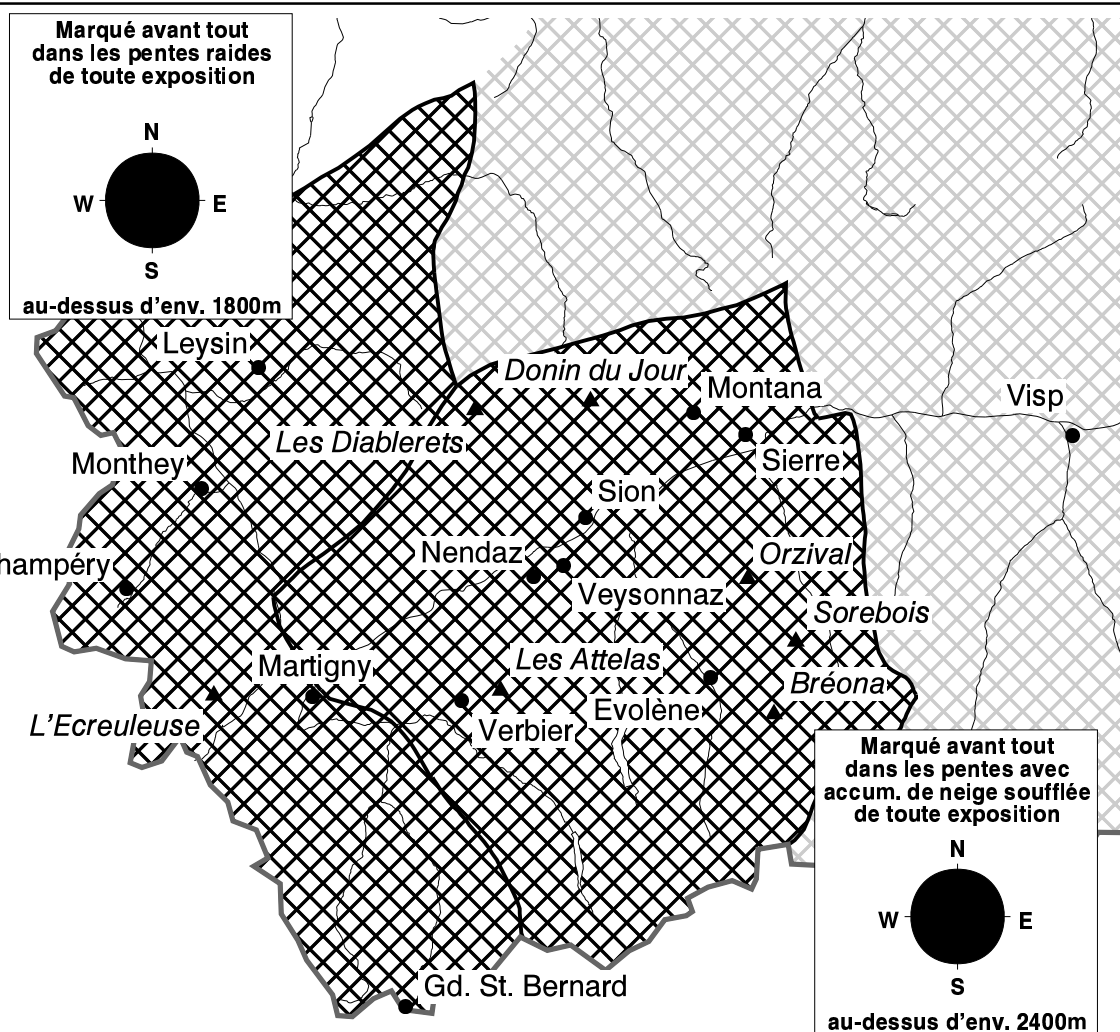 Marqué avant tout
dans les pentes raides
de toute exposition
N
W E
S
au-dessus d'env. 1800m
Leysin
Donin du Jour
Montana
Visp
Les Diablerets
Monthey
Sierre
Sion
Nendaz
Orzival
hampéry
Veysonnaz
Sorebois
Martigny
Les Attelas
Bréona
L'Ecreuleuse
Evolène
Verbier
Marqué avant tout
dans les pentes avec
accum. de neige soufflée
de toute exposition
N
W E
S
au-dessus d'env. 2400m
Gd. St. Bernard